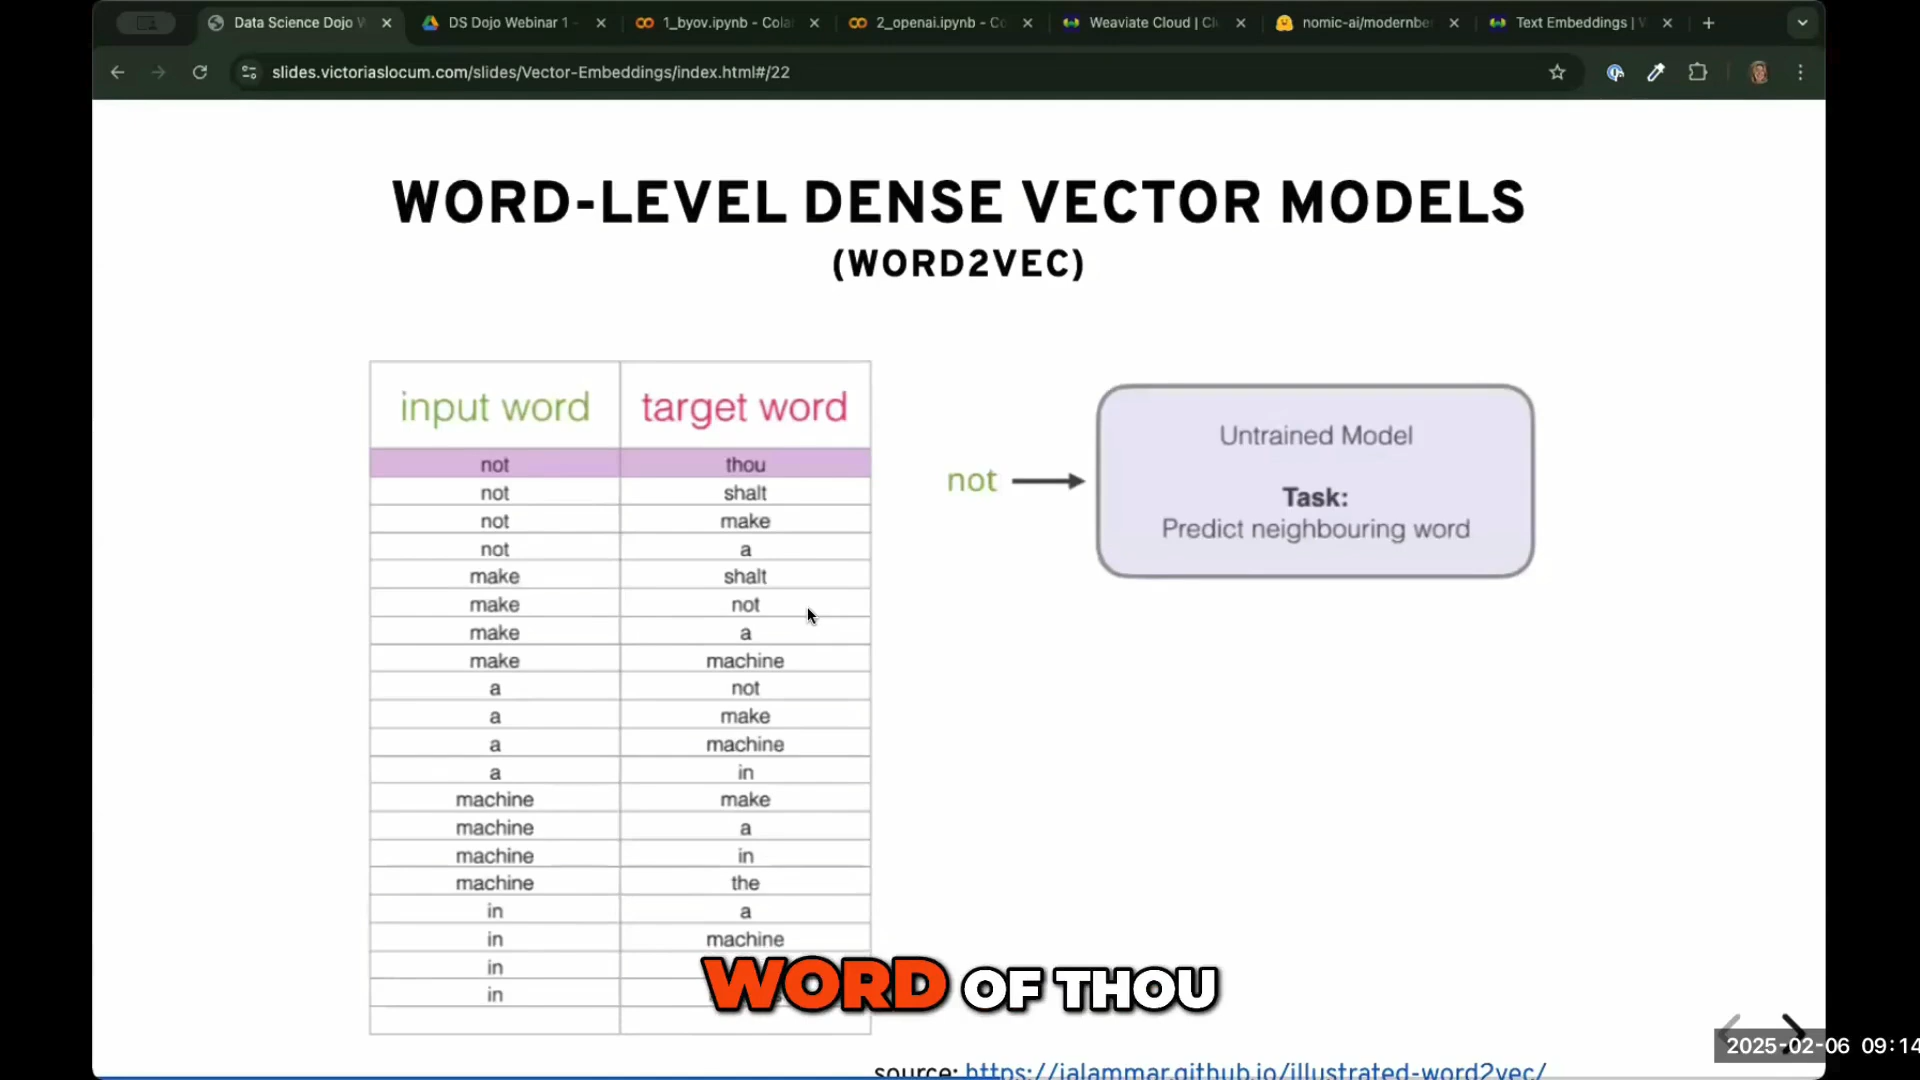 Data Science Dojo W
DS Dojo Webinar 1 -
1_byov.ipynb - Cola
2_openai.ipynb - Co
Weaviate Cloud | Cl
nomic-ai/modernbe
Text Embeddings | W
slides.victoriaslocum.com/slides/Vector-Embeddings/index.html#/22
WORD-LEVEL DENSE VECTOR MODELS
(WORD2VEC)
input word target word
not thou
not shalt
not make
not a
make shalt
make not
make a
make machine
a not
a make
a machine
a in
machine make
machine a
machine in
machine the
in a
in machine
in
in
not
Untrained Model
Task:
Predict neighbouring word
WORD OF THOU
2025-02-06 09:14
source: https://jalammar.github.io/illustrated-word2vec/